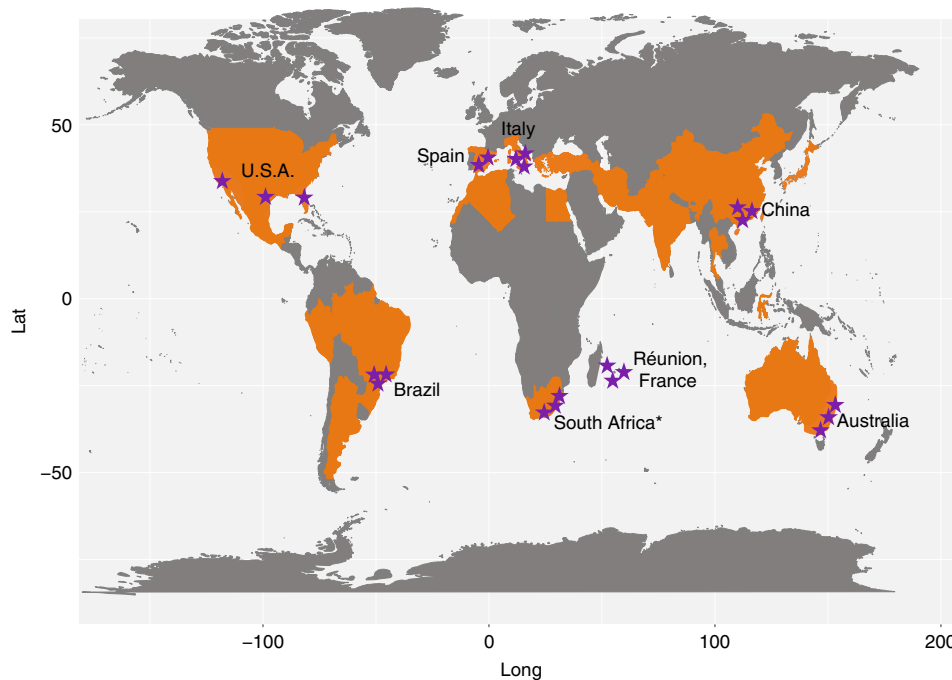 50
Italy
Spain
U.S.A.
China
0
Lat
Réunion,
France
Brazil
South Africa*
Australia
−50
−100
0
100
200
Long